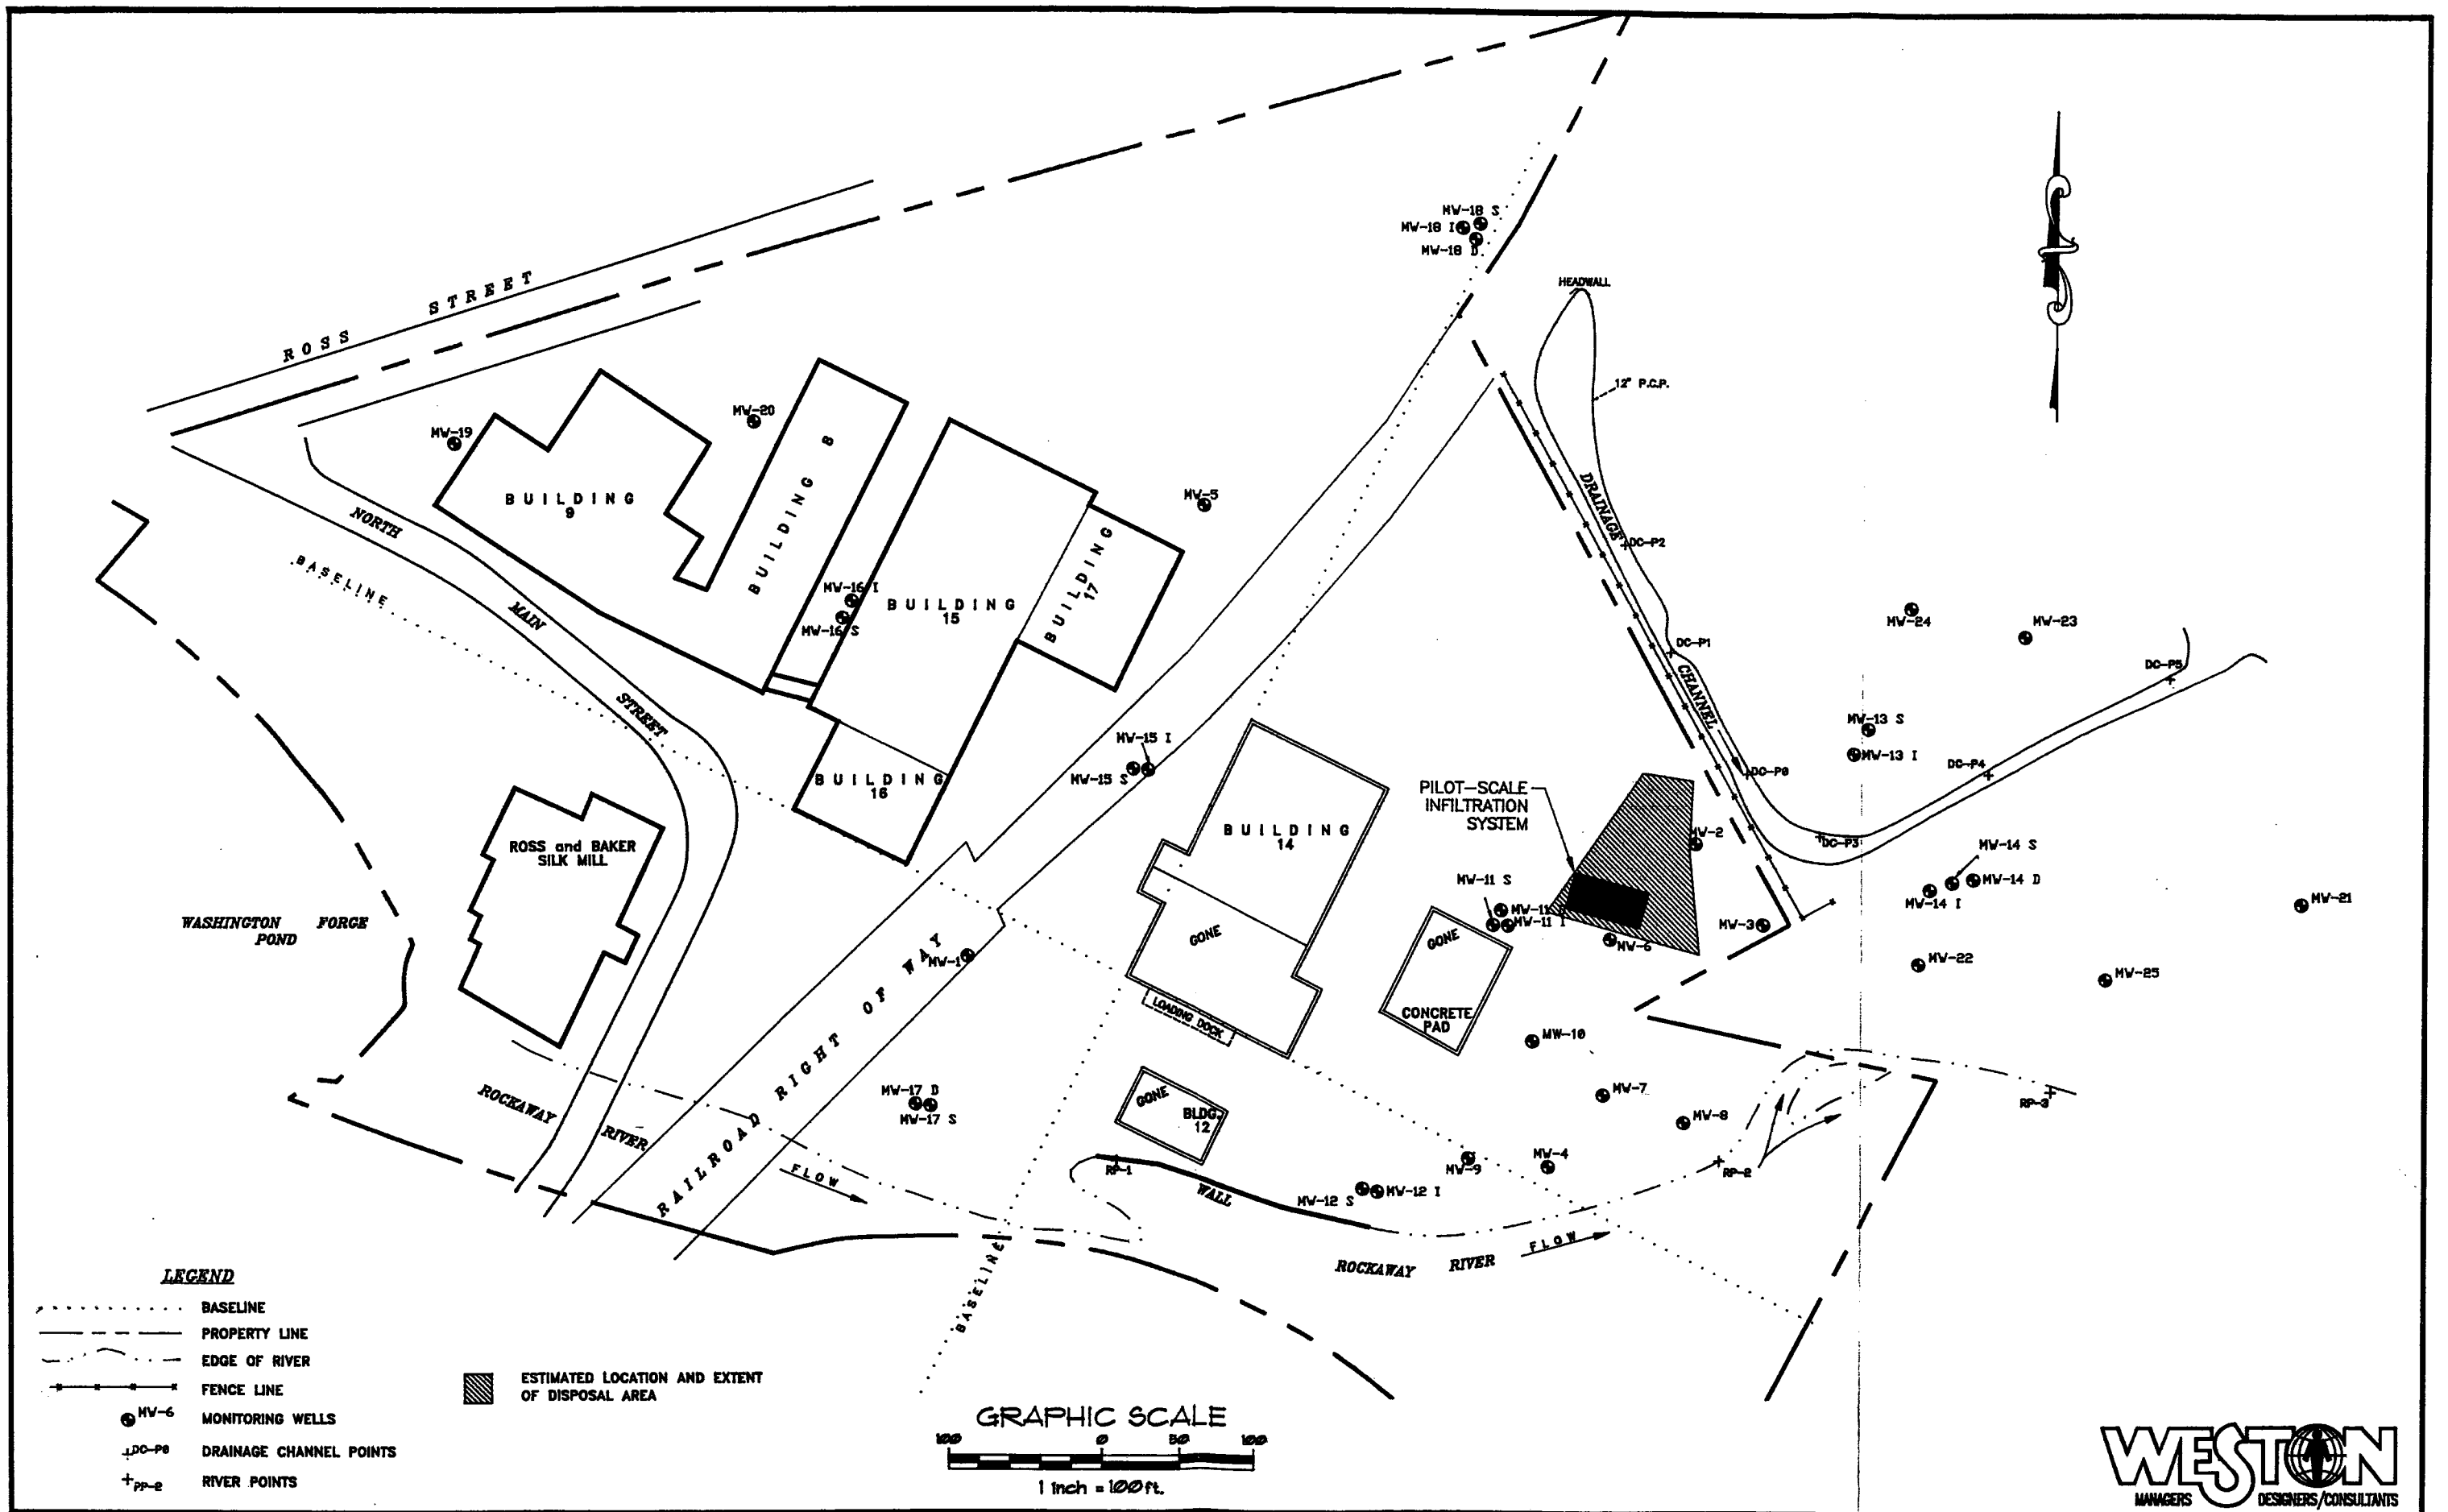 ROSS STREET
MW-18 S
MW-18 I
MW-18 D
HEADWALL
12" P.C.P.
MW-20
MW-19
BUILDING
9
BUILDING B
MW-5
NORTH
MAIN
STREET
BASELINE
DRAINAGE
DC-P2
BUILDING
17
MW-16 I
MW-16 S
BUILDING
15
MW-24
MW-23
DC-P1
CHANNEL
DC-P5
MW-13 S
MW-13 I
MW-15 I
MW-15 S
DC-P0
DC-P4
BUILDING
16
PILOT-SCALE
INFILTRATION
SYSTEM
BUILDING
14
MW-2
DC-P3
ROSS and BAKER
SILK MILL
MW-14 S
MW-14 D
MW-14 I
MW-11 S
MW-11
MW-11 I
MW-21
WASHINGTON FORGE
POND
MW-3
GONE
GONE
MW-6
MW-1
MW-22
MW-25
LOADING DOCK
CONCRETE
PAD
MW-10
RAILROAD RIGHT OF WAY
ROCKAWAY
RIVER
MW-17 D
MW-17 S
GONE
BLDG.
12
MW-7
MW-8
RP-3
FLOW
RP-1
WALL
MW-9
MW-4
RP-2
MW-12 S
MW-12 I
ROCKAWAY RIVER
FLOW
BASELINE
LEGEND
BASELINE
PROPERTY LINE
EDGE OF RIVER
FENCE LINE
MW-6 MONITORING WELLS
DC-P0 DRAINAGE CHANNEL POINTS
PP-2 RIVER POINTS
ESTIMATED LOCATION AND EXTENT
OF DISPOSAL AREA
GRAPHIC SCALE
100 0 50 100
1 inch = 100 ft.
WESTON
MANAGERS DESIGNERS/CONSULTANTS